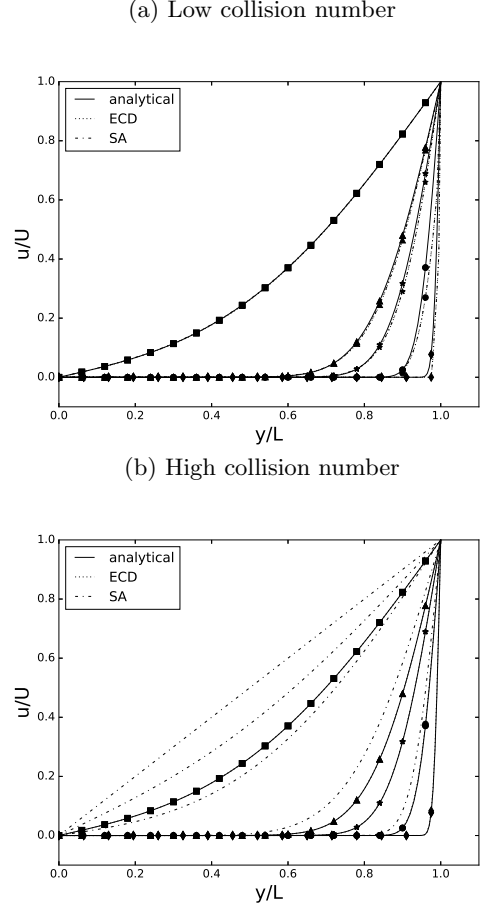 (a) Low collision number
1.0
0.8
0.6
0.4
0.2
0.0
u/U
analytical
ECD
SA
0.0 0.2 0.4 0.6 0.8 1.0
y/L
(b) High collision number
1.0
0.8
0.6
0.4
0.2
0.0
u/U
analytical
ECD
SA
0.0 0.2 0.4 0.6 0.8 1.0
y/L